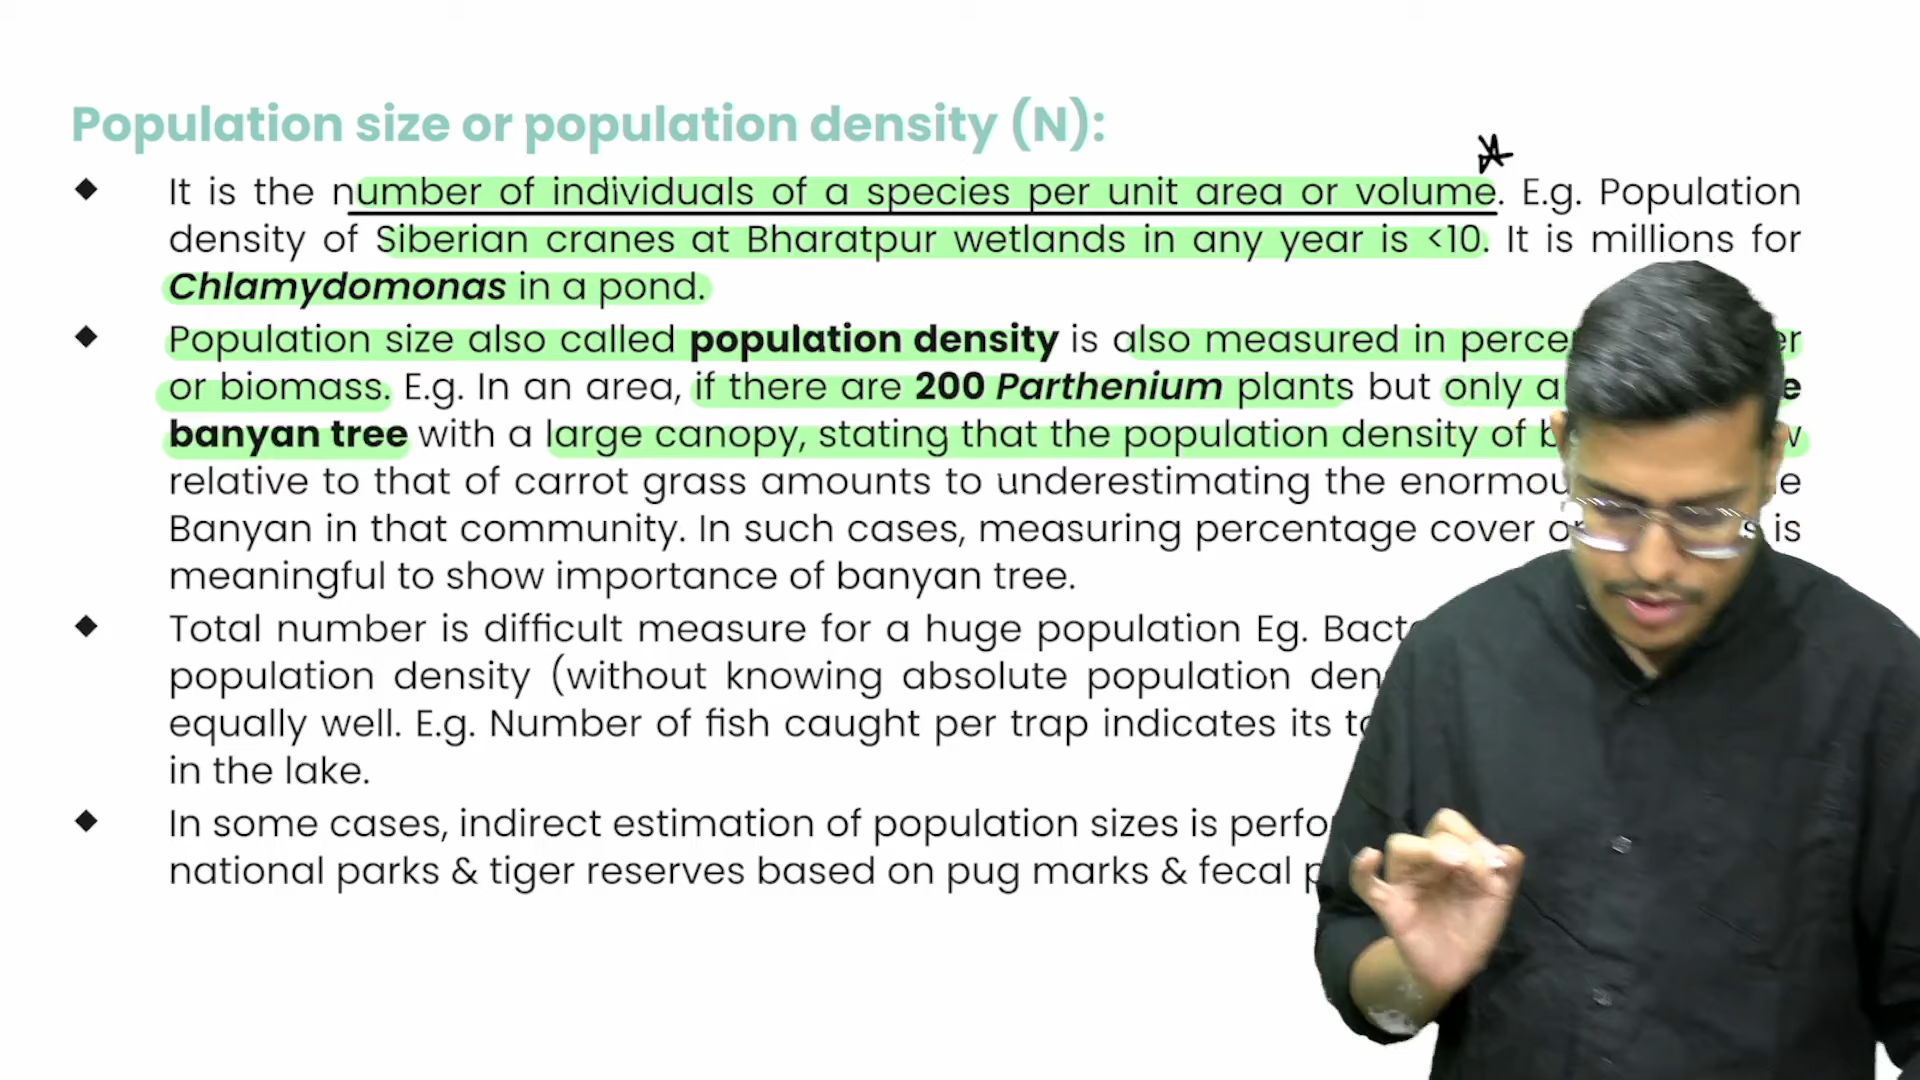 Population size or population density (N):
◆ It is the number of individuals of a species per unit area or volume. E.g. Population
density of Siberian cranes at Bharatpur wetlands in any year is <10. It is millions for
Chlamydomonas in a pond.
◆ Population size also called population density is also measured in
or biomass. E.g. In an area, if there are 200 Parthenium plants but only
banyan tree with a large canopy, stating that the population density of
relative to that of carrot grass amounts to underestimating the
Banyan in that community. In such cases, measuring percentage cover is
meaningful to show importance of banyan tree.
◆ Total number is difficult measure for a huge population Eg.
population density (without knowing absolute population
equally well. E.g. Number of fish caught per trap indicates its
in the lake.
◆ In some cases, indirect estimation of population sizes is
national parks & tiger reserves based on pug marks & fecal